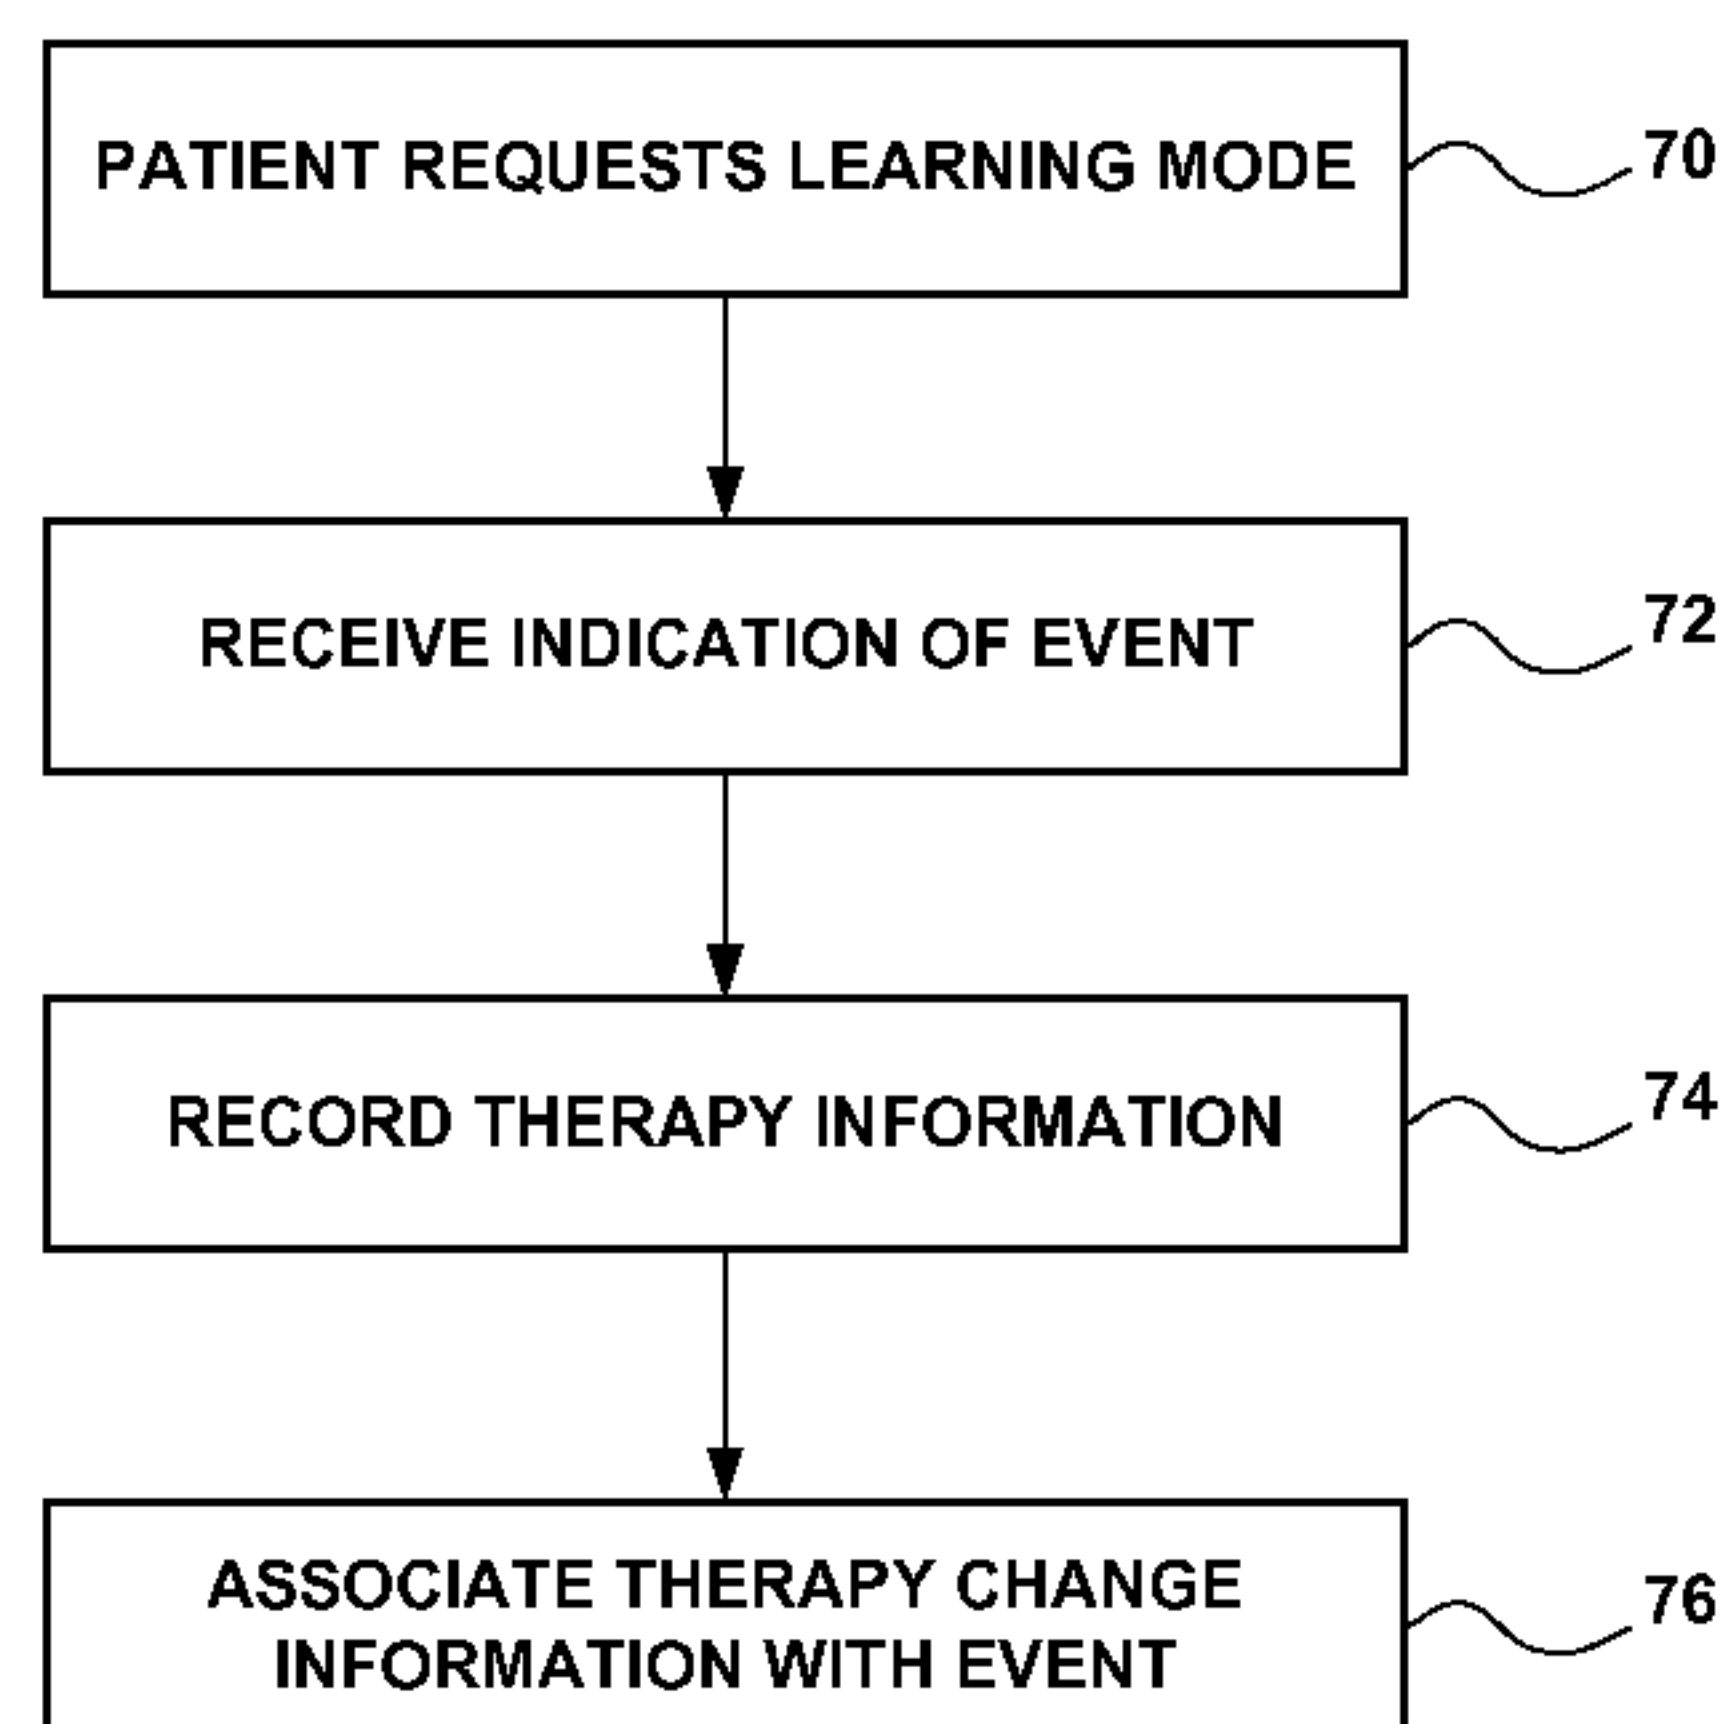 PATIENT REQUESTS LEARNING MODE
70
RECEIVE INDICATION OF EVENT
72
RECORD THERAPY INFORMATION
74
ASSOCIATE THERAPY CHANGE
INFORMATION WITH EVENT
76